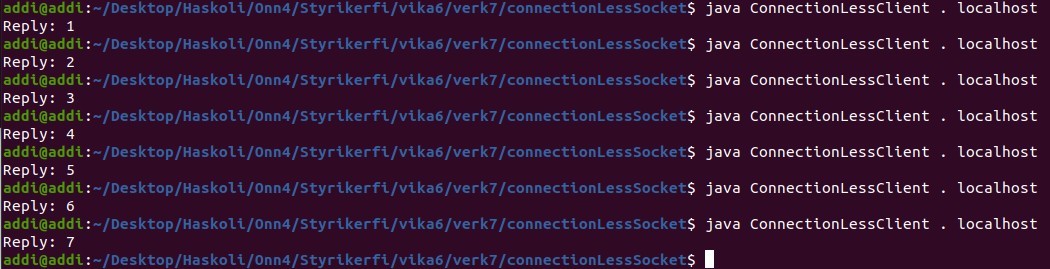 addi@addi:~/Desktop/Haskoli/Onn4/Styrikerfi/vika6/verk7/connectionLessSocket$ java ConnectionLessClient . localhost
Reply: 1
addi@addi:~/Desktop/Haskoli/Onn4/Styrikerfi/vika6/verk7/connectionLessSocket$ java ConnectionLessClient . localhost
Reply: 2
addi@addi:~/Desktop/Haskoli/Onn4/Styrikerfi/vika6/verk7/connectionLessSocket$ java ConnectionLessClient . localhost
Reply: 3
addi@addi:~/Desktop/Haskoli/Onn4/Styrikerfi/vika6/verk7/connectionLessSocket$ java ConnectionLessClient . localhost
Reply: 4
addi@addi:~/Desktop/Haskoli/Onn4/Styrikerfi/vika6/verk7/connectionLessSocket$ java ConnectionLessClient . localhost
Reply: 5
addi@addi:~/Desktop/Haskoli/Onn4/Styrikerfi/vika6/verk7/connectionLessSocket$ java ConnectionLessClient . localhost
Reply: 6
addi@addi:~/Desktop/Haskoli/Onn4/Styrikerfi/vika6/verk7/connectionLessSocket$ java ConnectionLessClient . localhost
Reply: 7
addi@addi:~/Desktop/Haskoli/Onn4/Styrikerfi/vika6/verk7/connectionLessSocket$